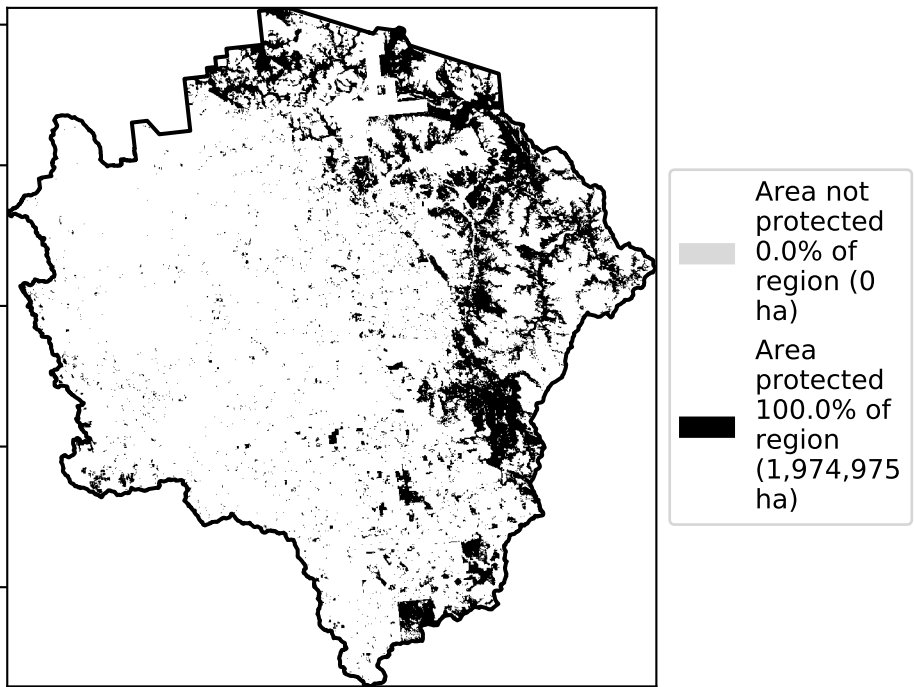 Area not
protected
0.0% of
region (0
ha)
Area
protected
100.0% of
region
(1,974,975
ha)